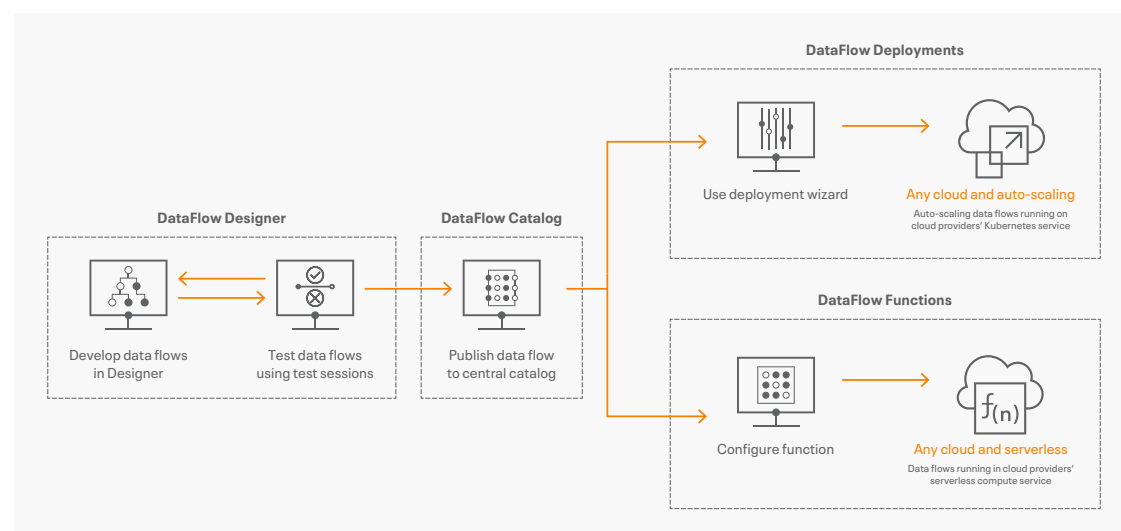 DataFlow Deployments
Use deployment wizard
Any cloud and auto-scaling
Auto-scaling data flows running on
cloud providers' Kubernetes service
DataFlow Designer
Develop data flows
in Designer
Test data flows
using test sessions
DataFlow Catalog
Publish data flow
to central catalog
DataFlow Functions
Configure function
f(n)
Any cloud and serverless
Data flows running in cloud providers'
serverless compute service